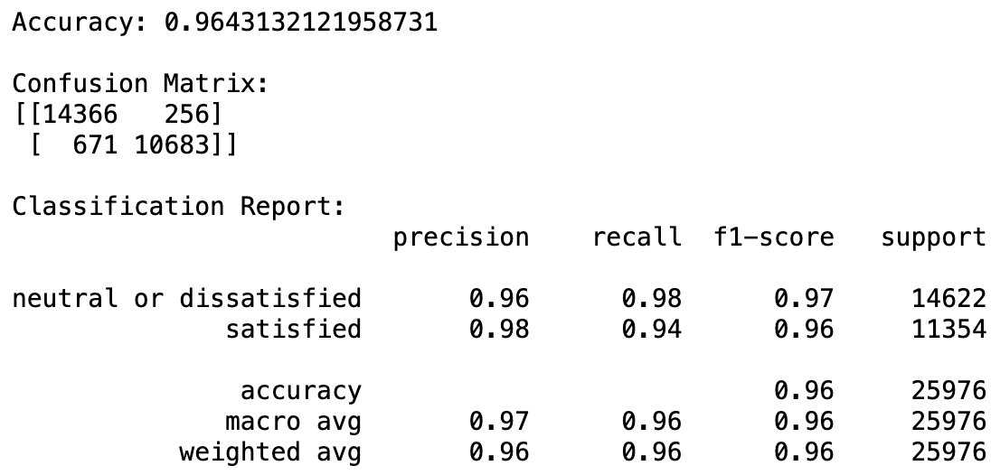 Accuracy: 0.9643132121958731
Confusion Matrix:
[[14366   256]
 [  671 10683]]
Classification Report:
precision    recall  f1-score   support
neutral or dissatisfied       0.96      0.98      0.97     14622
satisfied       0.98      0.94      0.96     11354
accuracy                           0.96     25976
macro avg       0.97      0.96      0.96     25976
weighted avg       0.96      0.96      0.96     25976